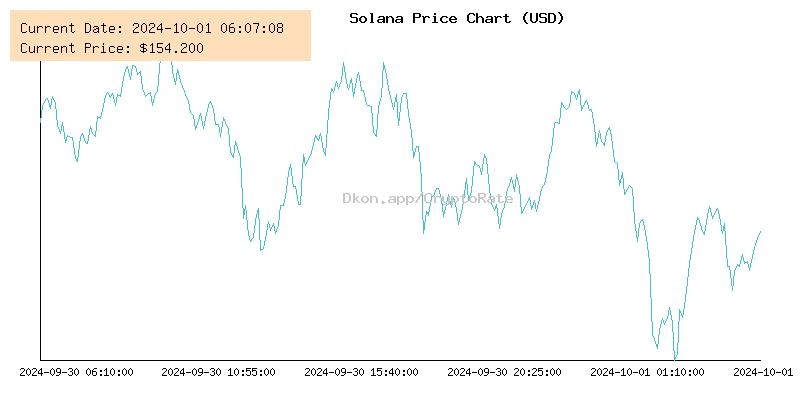 Solana Price Chart (USD)
Current Date: 2024-10-01 06:07:08
Current Price: $154.200
Dkon.app/CryptoRate
2024-09-30 06:10:00
2024-09-30 10:55:00
2024-09-30 15:40:00
2024-09-30 20:25:00
2024-10-01 01:10:00
2024-10-01